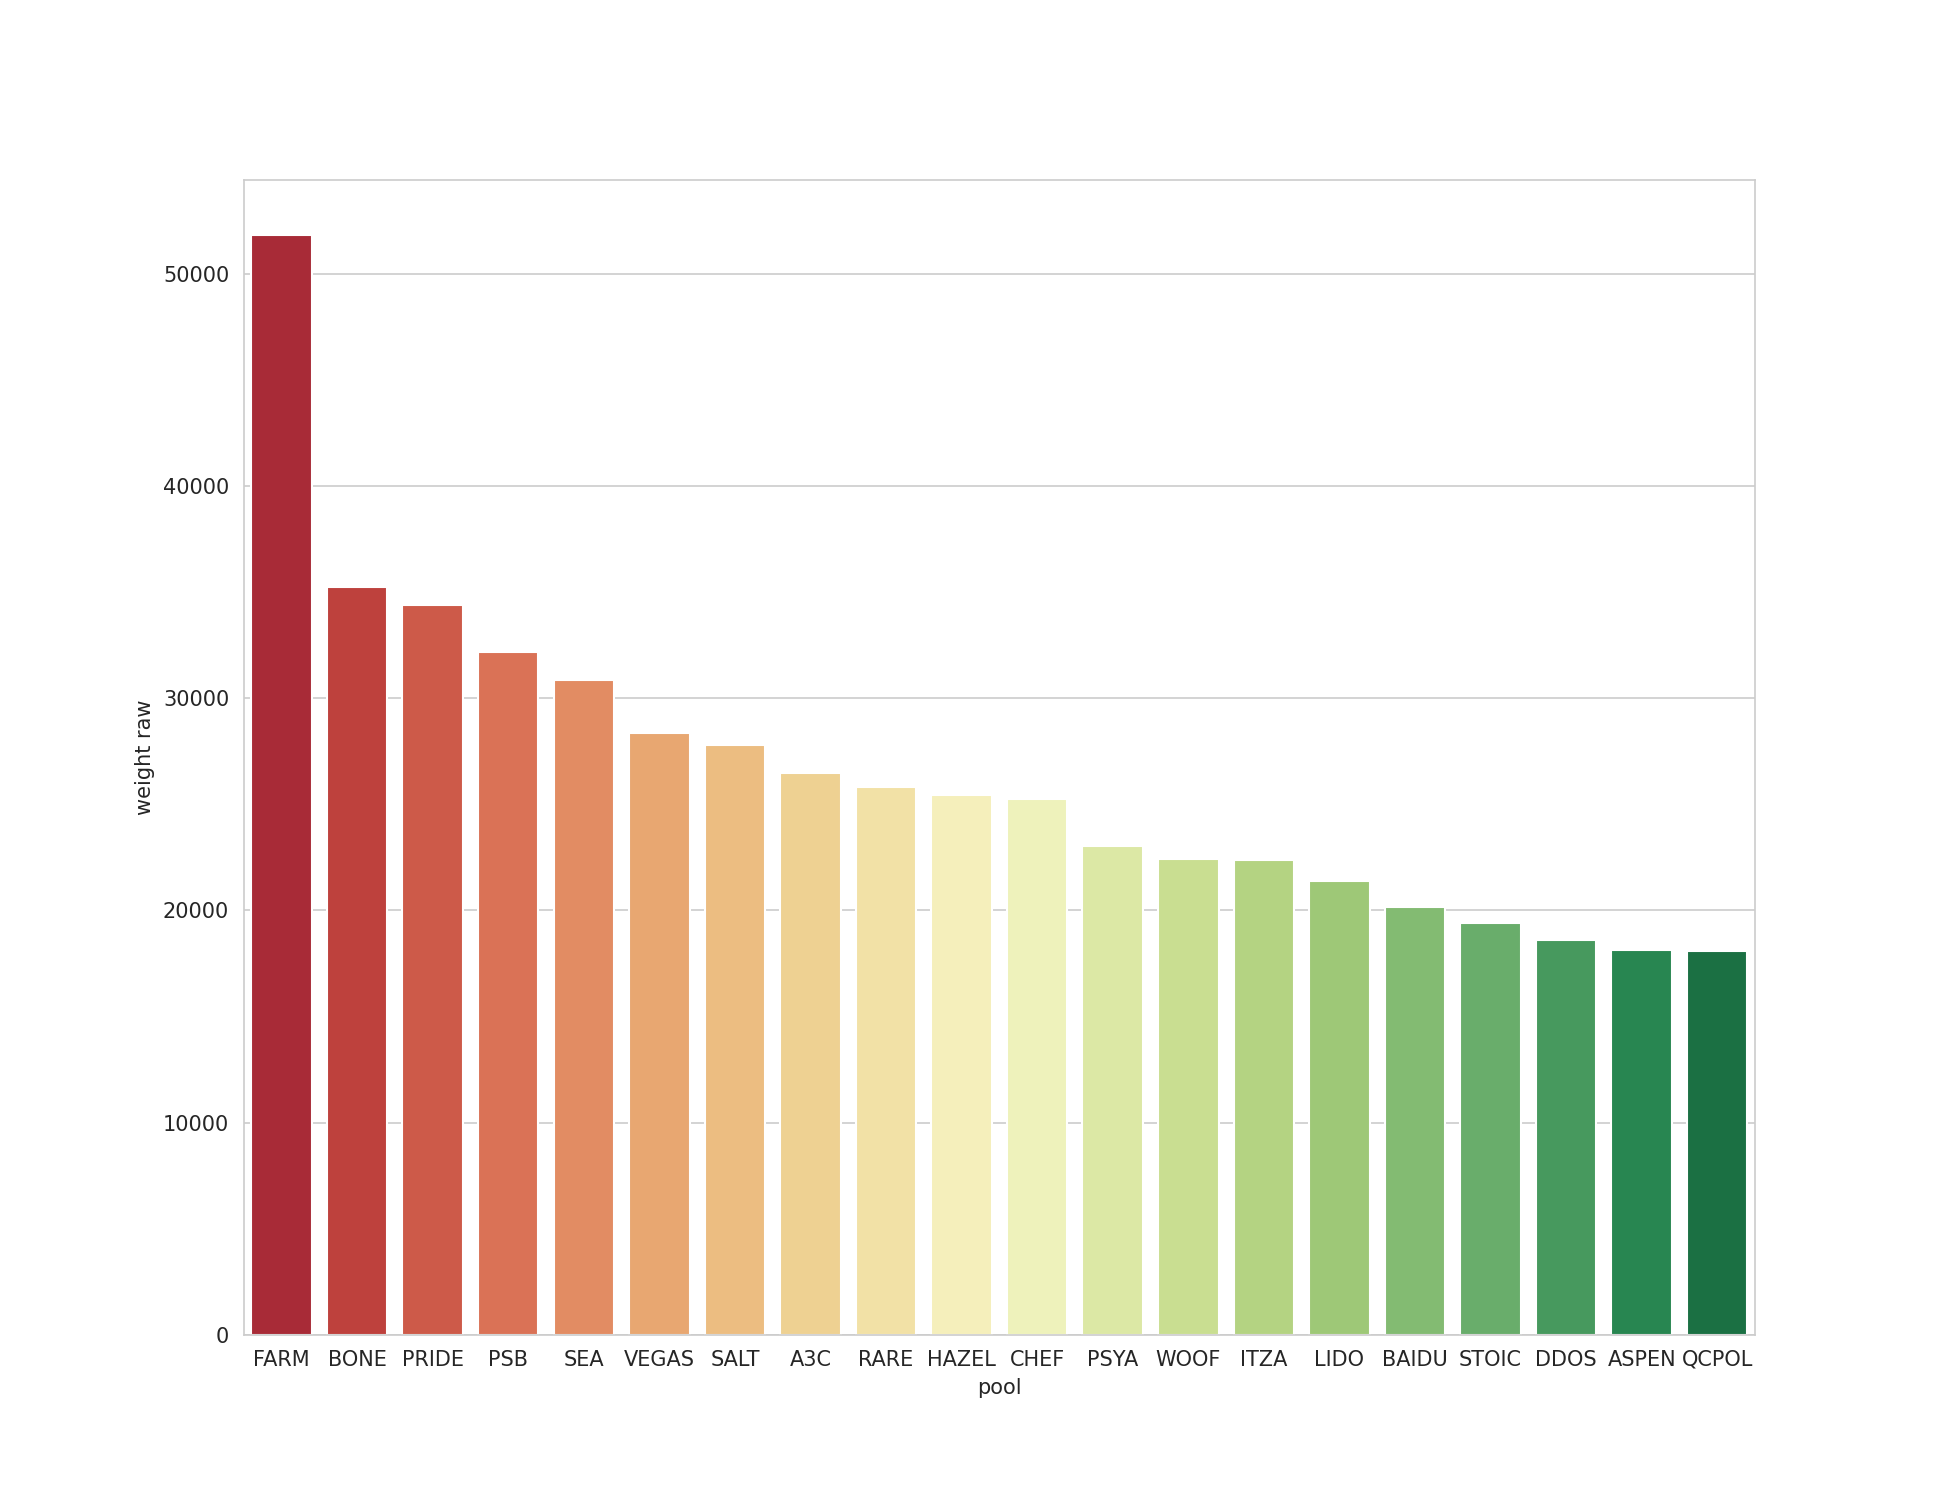 50000
40000
30000
20000
10000
0
weight raw
FARM BONE PRIDE PSB SEA VEGAS SALT A3C RARE HAZEL CHEF PSYA WOOF ITZA LIDO BAIDU STOIC DDOS ASPEN QCPOL
pool